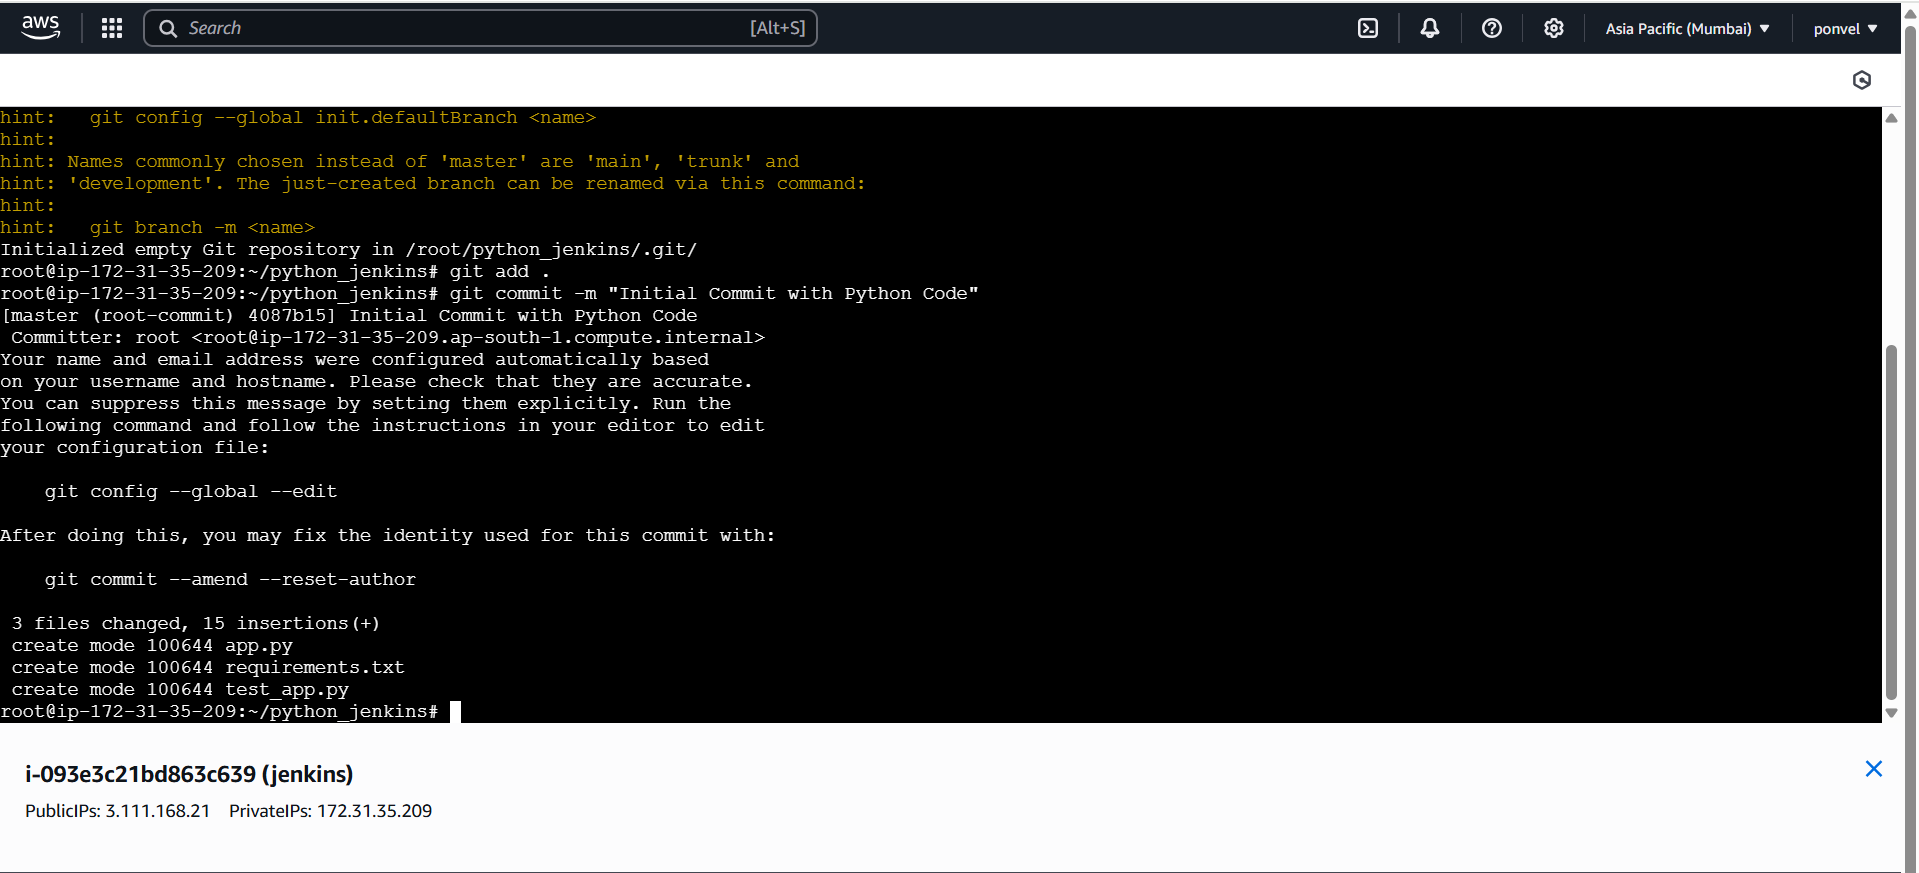 aws
Search [Alt+S]
Asia Pacific (Mumbai) ponvel
hint:   git config --global init.defaultBranch <name>
hint:
hint: Names commonly chosen instead of 'master' are 'main', 'trunk' and
hint: 'development'. The just-created branch can be renamed via this command:
hint:
hint:   git branch -m <name>
Initialized empty Git repository in /root/python_jenkins/.git/
root@ip-172-31-35-209:~/python_jenkins# git add .
root@ip-172-31-35-209:~/python_jenkins# git commit -m "Initial Commit with Python Code"
[master (root-commit) 4087b15] Initial Commit with Python Code
 Committer: root <root@ip-172-31-35-209.ap-south-1.compute.internal>
Your name and email address were configured automatically based
on your username and hostname. Please check that they are accurate.
You can suppress this message by setting them explicitly. Run the
following command and follow the instructions in your editor to edit
your configuration file:
    git config --global --edit
After doing this, you may fix the identity used for this commit with:
    git commit --amend --reset-author
 3 files changed, 15 insertions(+)
 create mode 100644 app.py
 create mode 100644 requirements.txt
 create mode 100644 test_app.py
root@ip-172-31-35-209:~/python_jenkins#
i-093e3c21bd863c639 (jenkins)
PublicIPs: 3.111.168.21 PrivateIPs: 172.31.35.209